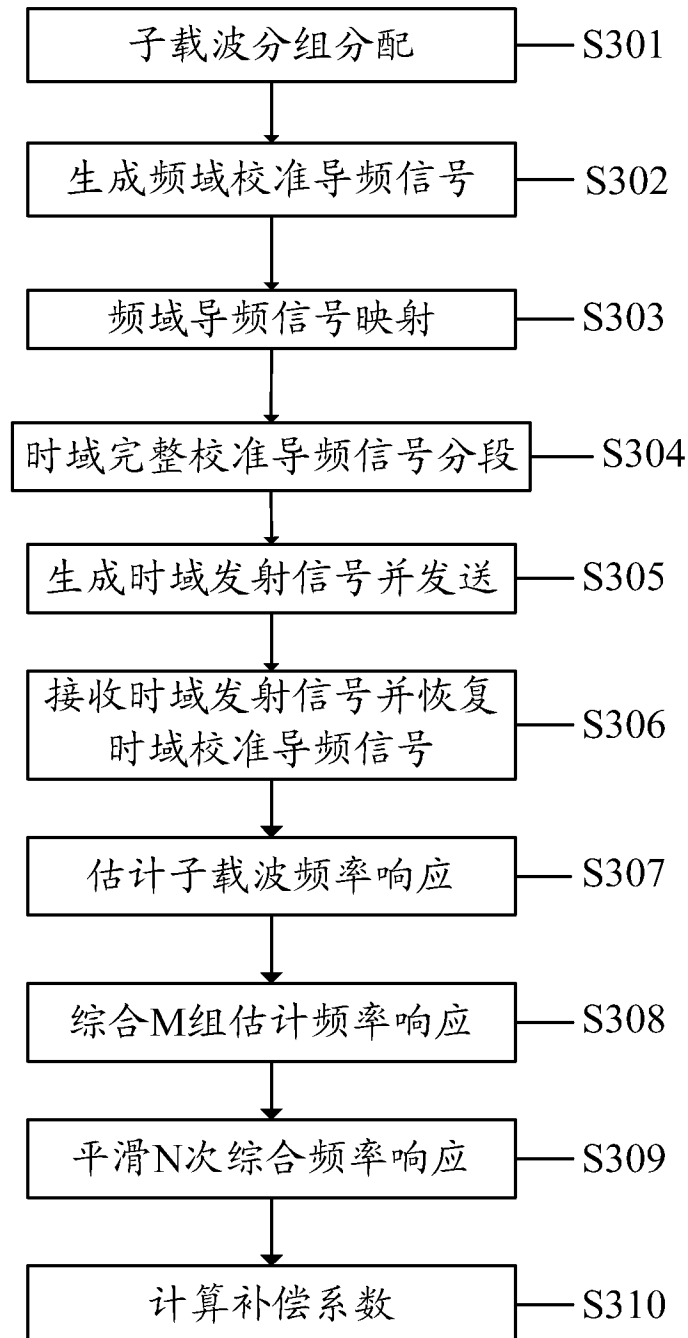 子载波分组分配 S301
生成频域校准导频信号 S302
频域导频信号映射 S303
时域完整校准导频信号分段 S304
生成时域发射信号并发送 S305
接收时域发射信号并恢复
时域校准导频信号 S306
估计子载波频率响应 S307
综合M组估计频率响应 S308
平滑N次综合频率响应 S309
计算补偿系数 S310